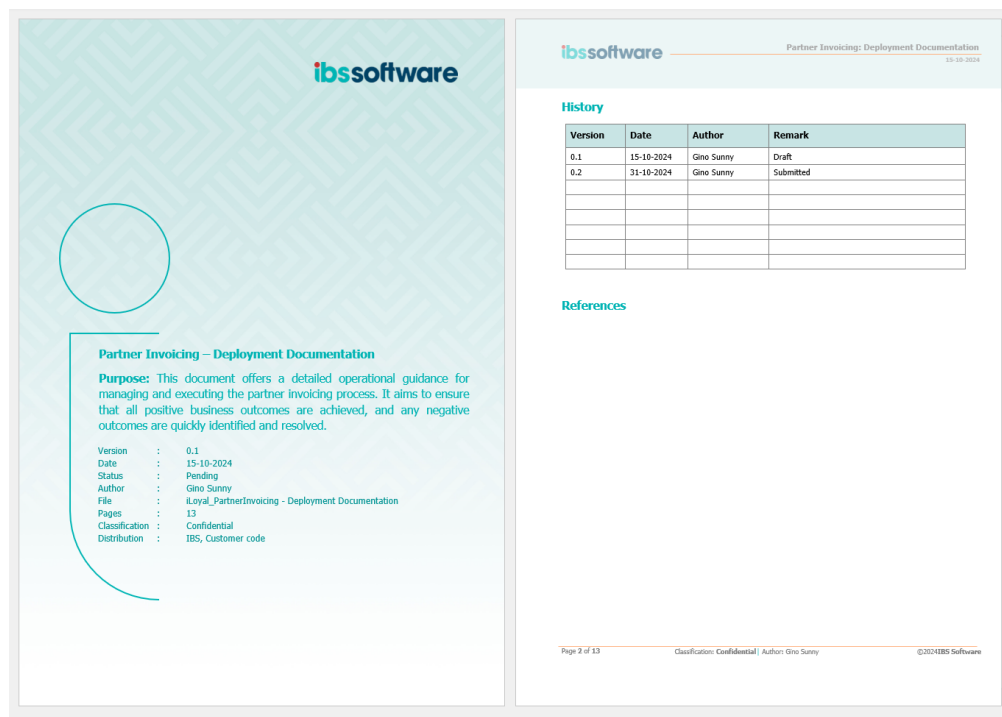 ibssoftware
Partner Invoicing – Deployment Documentation
Purpose: This document offers a detailed operational guidance for
managing and executing the partner invoicing process. It aims to ensure
that all positive business outcomes are achieved, and any negative
outcomes are quickly identified and resolved.
Version : 0.1
Date : 15-10-2024
Status : Pending
Author : Gino Sunny
File : iLoyal_PartnerInvoicing - Deployment Documentation
Pages : 13
Classification : Confidential
Distribution : IBS, Customer code
ibssoftware
Partner Invoicing: Deployment Documentation
15-10-2024
History
Version Date Author Remark
0.1 15-10-2024 Gino Sunny Draft
0.2 31-10-2024 Gino Sunny Submitted
References
Page 2 of 13 Classification: Confidential | Author: Gino Sunny ©2024IBS Software